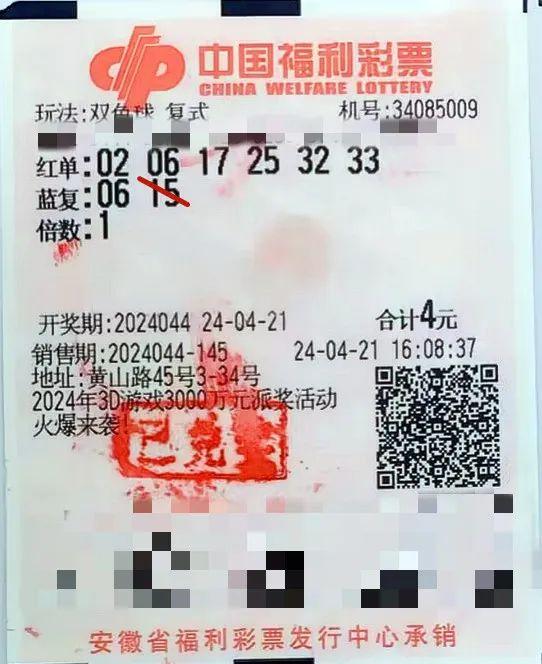 中国福利彩票
CHINA WELFARE LOTTERY
玩法:双色球 复式 机号:34085009
红单:02 06 17 25 32 33
蓝复:06 15
倍数:1
开奖期:2024044 24-04-21 合计4元
销售期:2024044-145 24-04-21 16:08:37
地址:黄山路45号3-34号
2024年3D游戏3000万元派奖活动
火爆来袭!
安徽省福利彩票发行中心承销